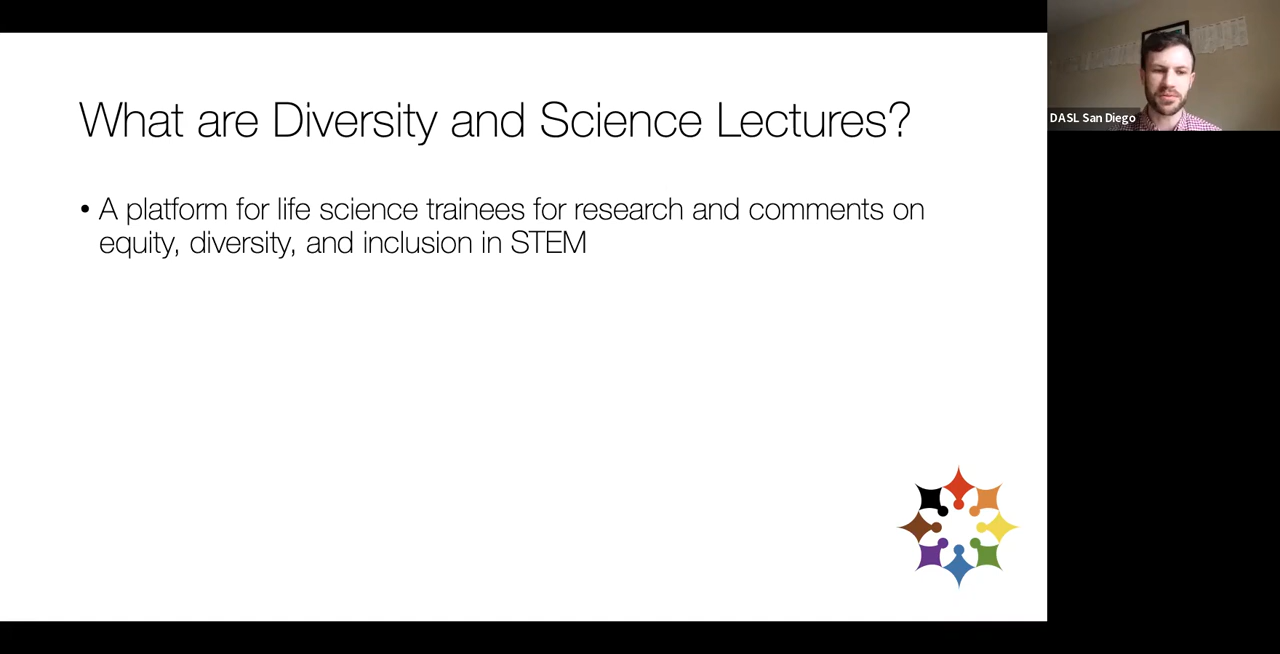 What are Diversity and Science Lectures?
• A platform for life science trainees for research and comments on
equity, diversity, and inclusion in STEM
DASL San Diego